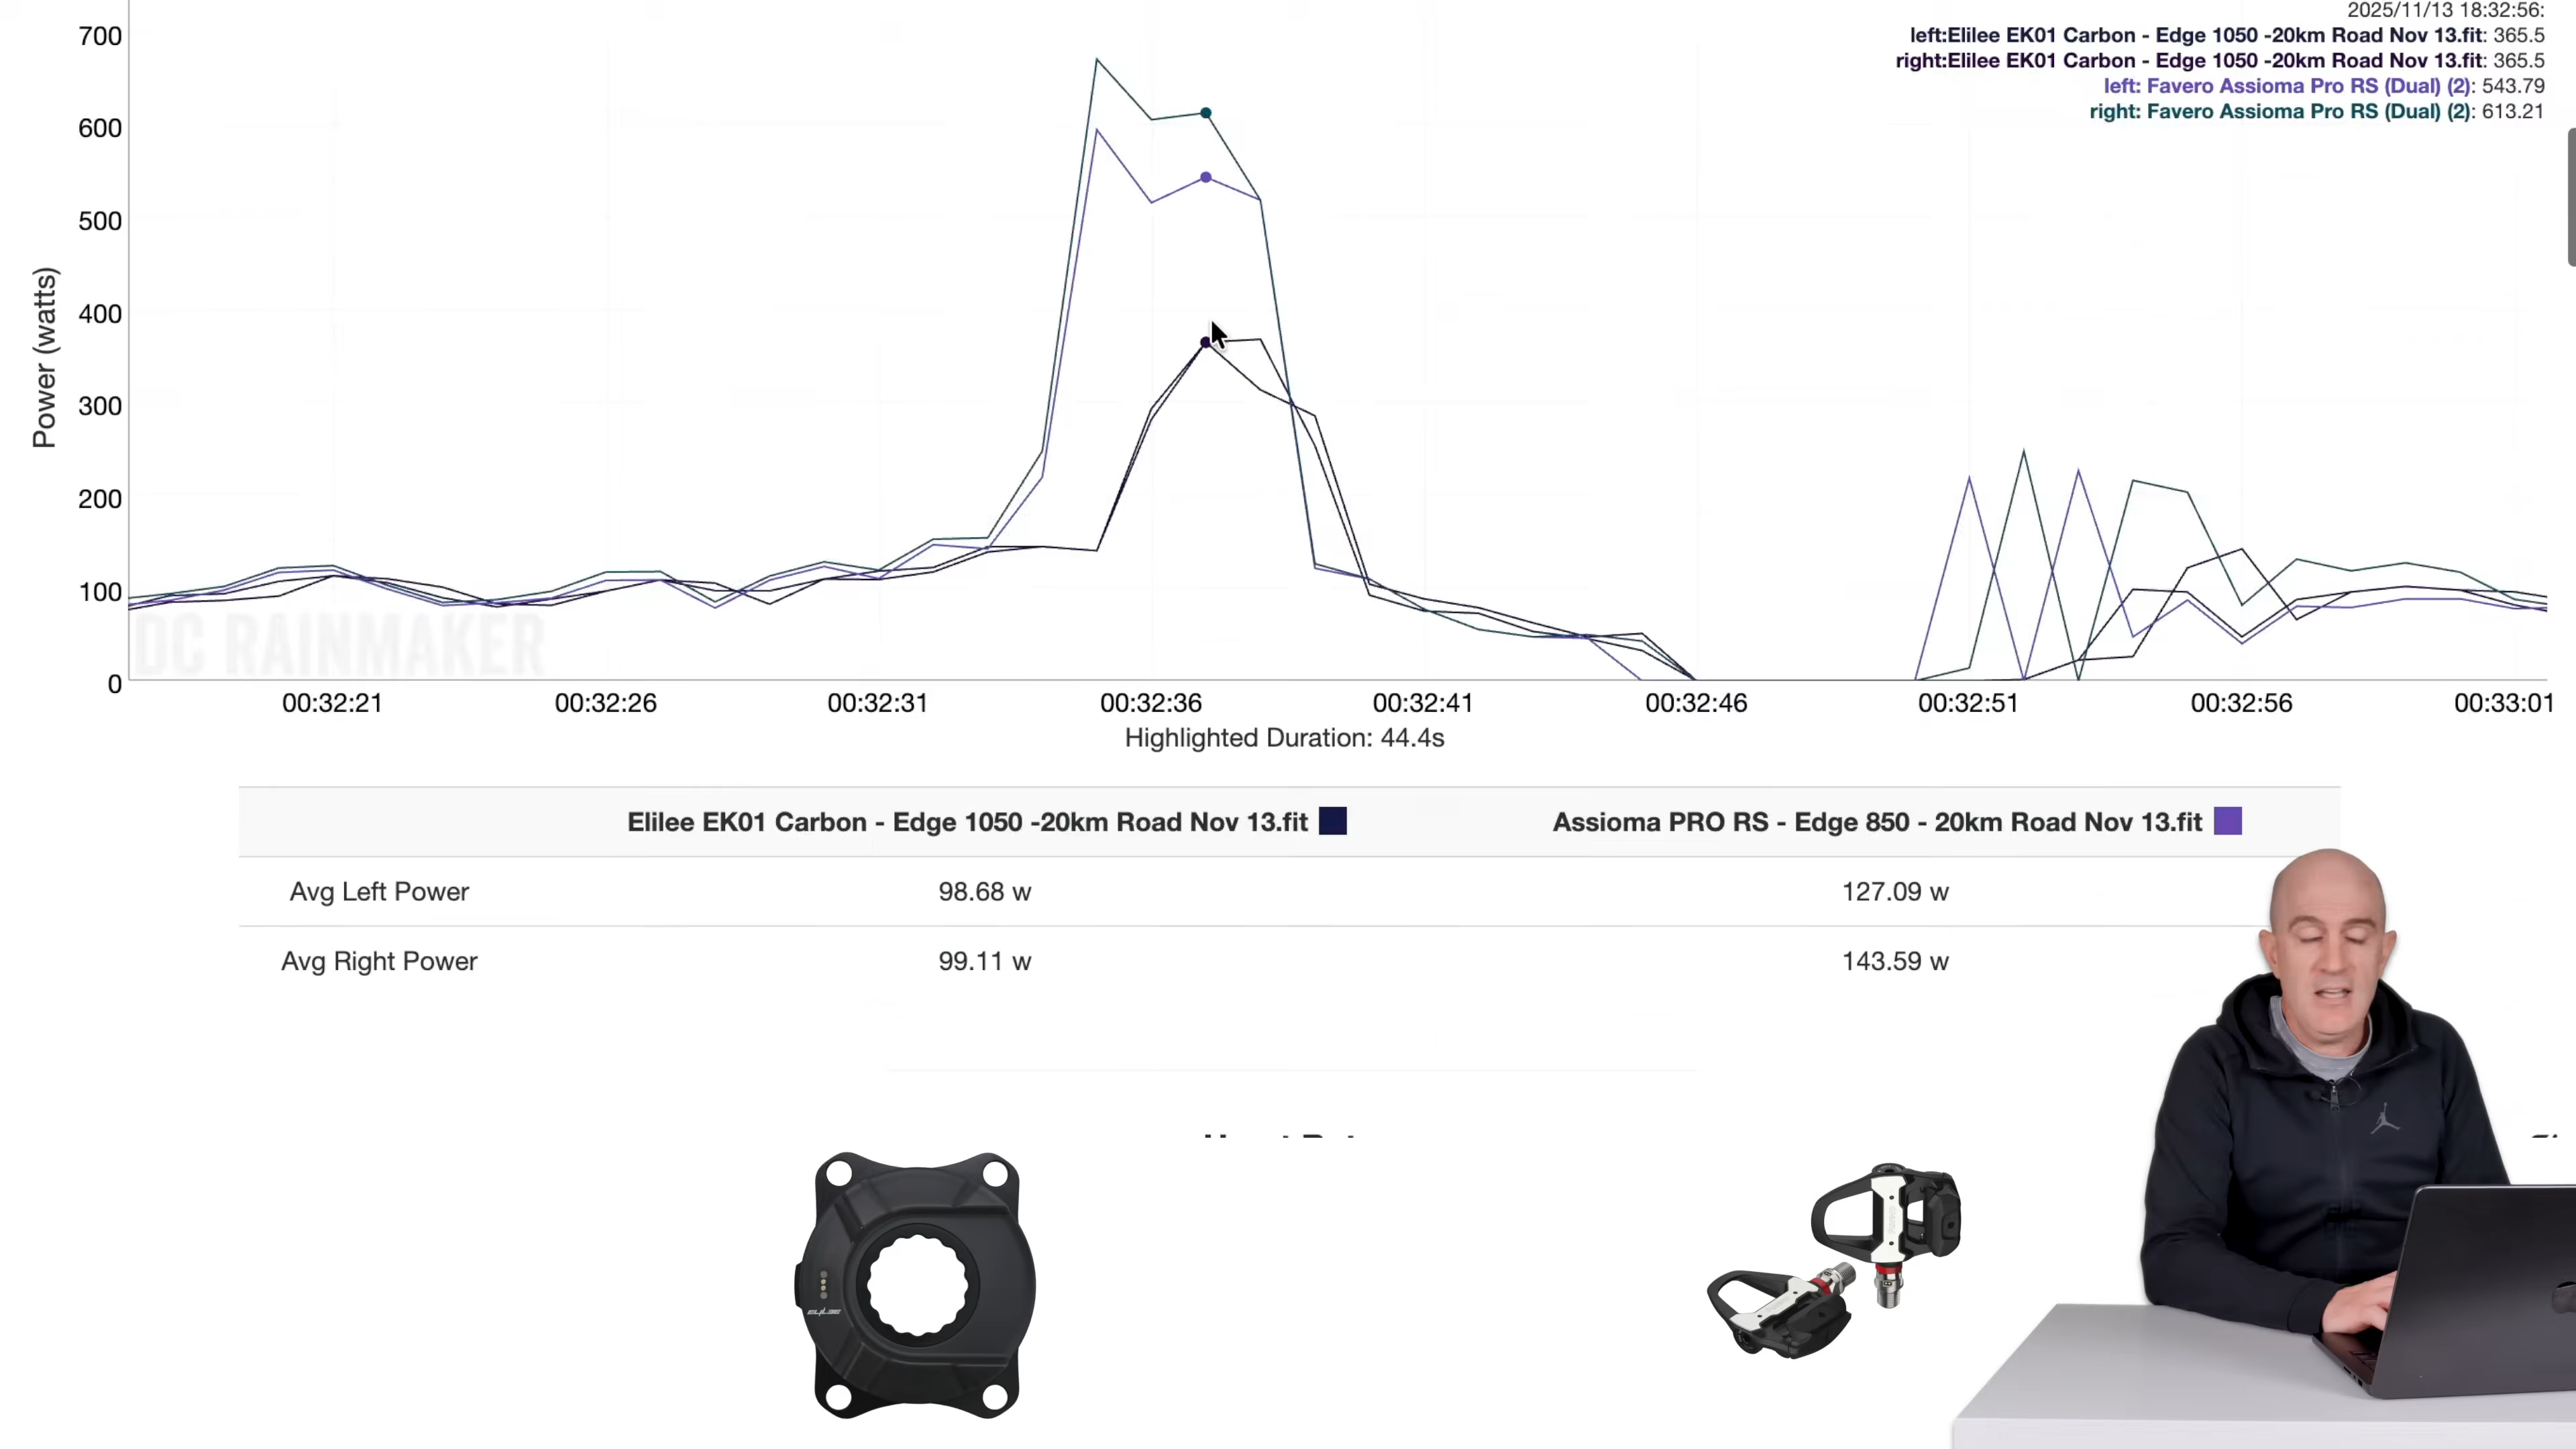 2025/11/13 18:32:56:
left:Elilee EK01 Carbon - Edge 1050 -20km Road Nov 13.fit: 365.5
right:Elilee EK01 Carbon - Edge 1050 -20km Road Nov 13.fit: 365.5
left: Favero Assioma Pro RS (Dual) (2): 543.79
right: Favero Assioma Pro RS (Dual) (2): 613.21
Power (watts)
700
600
500
400
300
200
100
0
DC RAINMAKER
00:32:21 00:32:26 00:32:31 00:32:36 00:32:41 00:32:46 00:32:51 00:32:56 00:33:01
Highlighted Duration: 44.4s
Elilee EK01 Carbon - Edge 1050 -20km Road Nov 13.fit Assioma PRO RS - Edge 850 - 20km Road Nov 13.fit
Avg Left Power 98.68 w 127.09 w
Avg Right Power 99.11 w 143.59 w